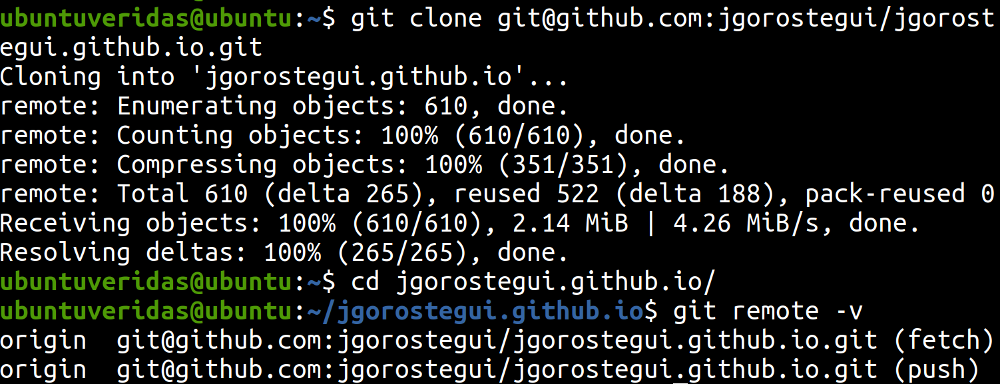 ubuntuveridas@ubuntu:~$ git clone git@github.com:jgorostegui/jgorost
egui.github.io.git
Cloning into 'jgorostegui.github.io'...
remote: Enumerating objects: 610, done.
remote: Counting objects: 100% (610/610), done.
remote: Compressing objects: 100% (351/351), done.
remote: Total 610 (delta 265), reused 522 (delta 188), pack-reused 0
Receiving objects: 100% (610/610), 2.14 MiB | 4.26 MiB/s, done.
Resolving deltas: 100% (265/265), done.
ubuntuveridas@ubuntu:~$ cd jgorostegui.github.io/
ubuntuveridas@ubuntu:~/jgorostegui.github.io$ git remote -v
origin  git@github.com:jgorostegui/jgorostegui.github.io.git (fetch)
origin  git@github.com:jgorostegui/jgorostegui.github.io.git (push)